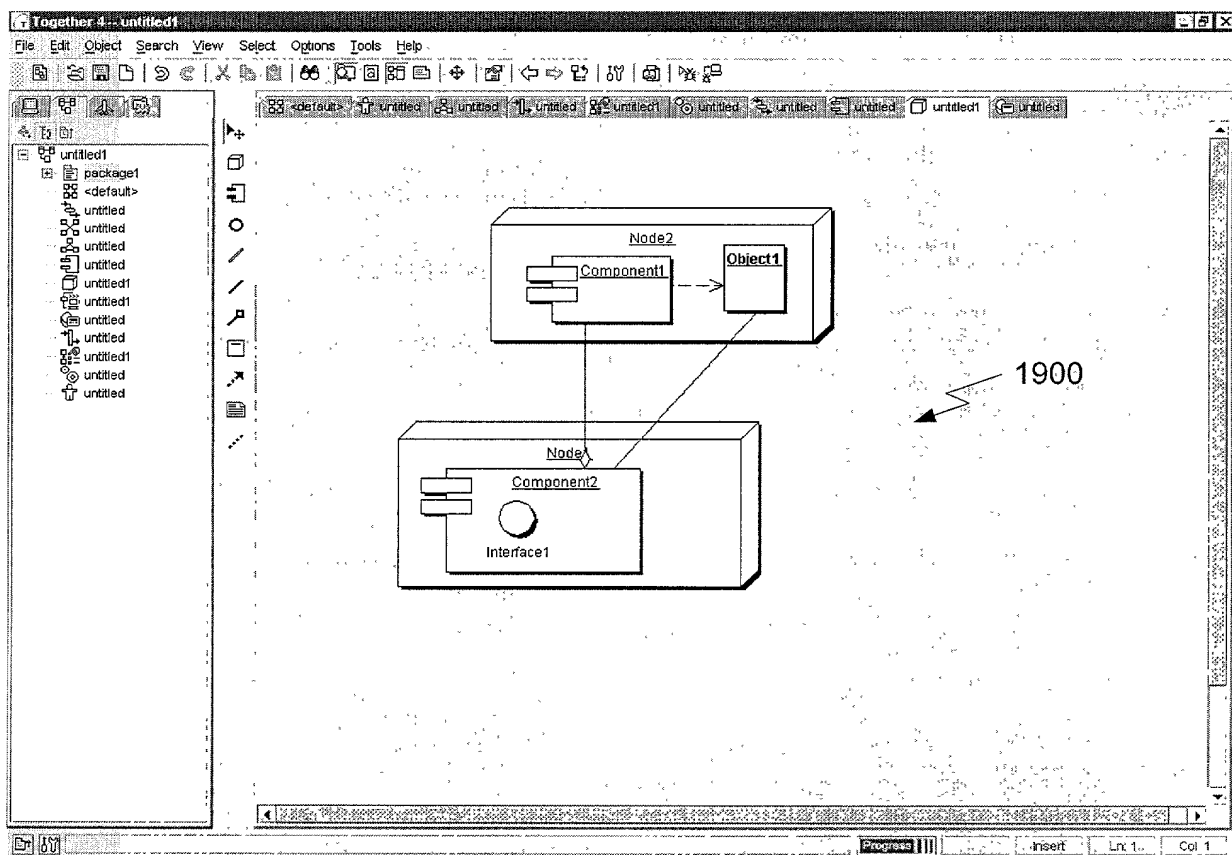 Together 4 -- untitled1
File Edit Object Search View Select Options Tools Help
<default> untitled untitled untitled untitled1 untitled untitled untitled untitled1 untitled
untitled1
package1
<default>
untitled
untitled
untitled
untitled
untitled1
untitled1
untitled
untitled
untitled1
untitled
untitled
Node2
Component1
Object1
1900
Node
Component2
Interface1
Progress Insert Ln: 1 Col 1